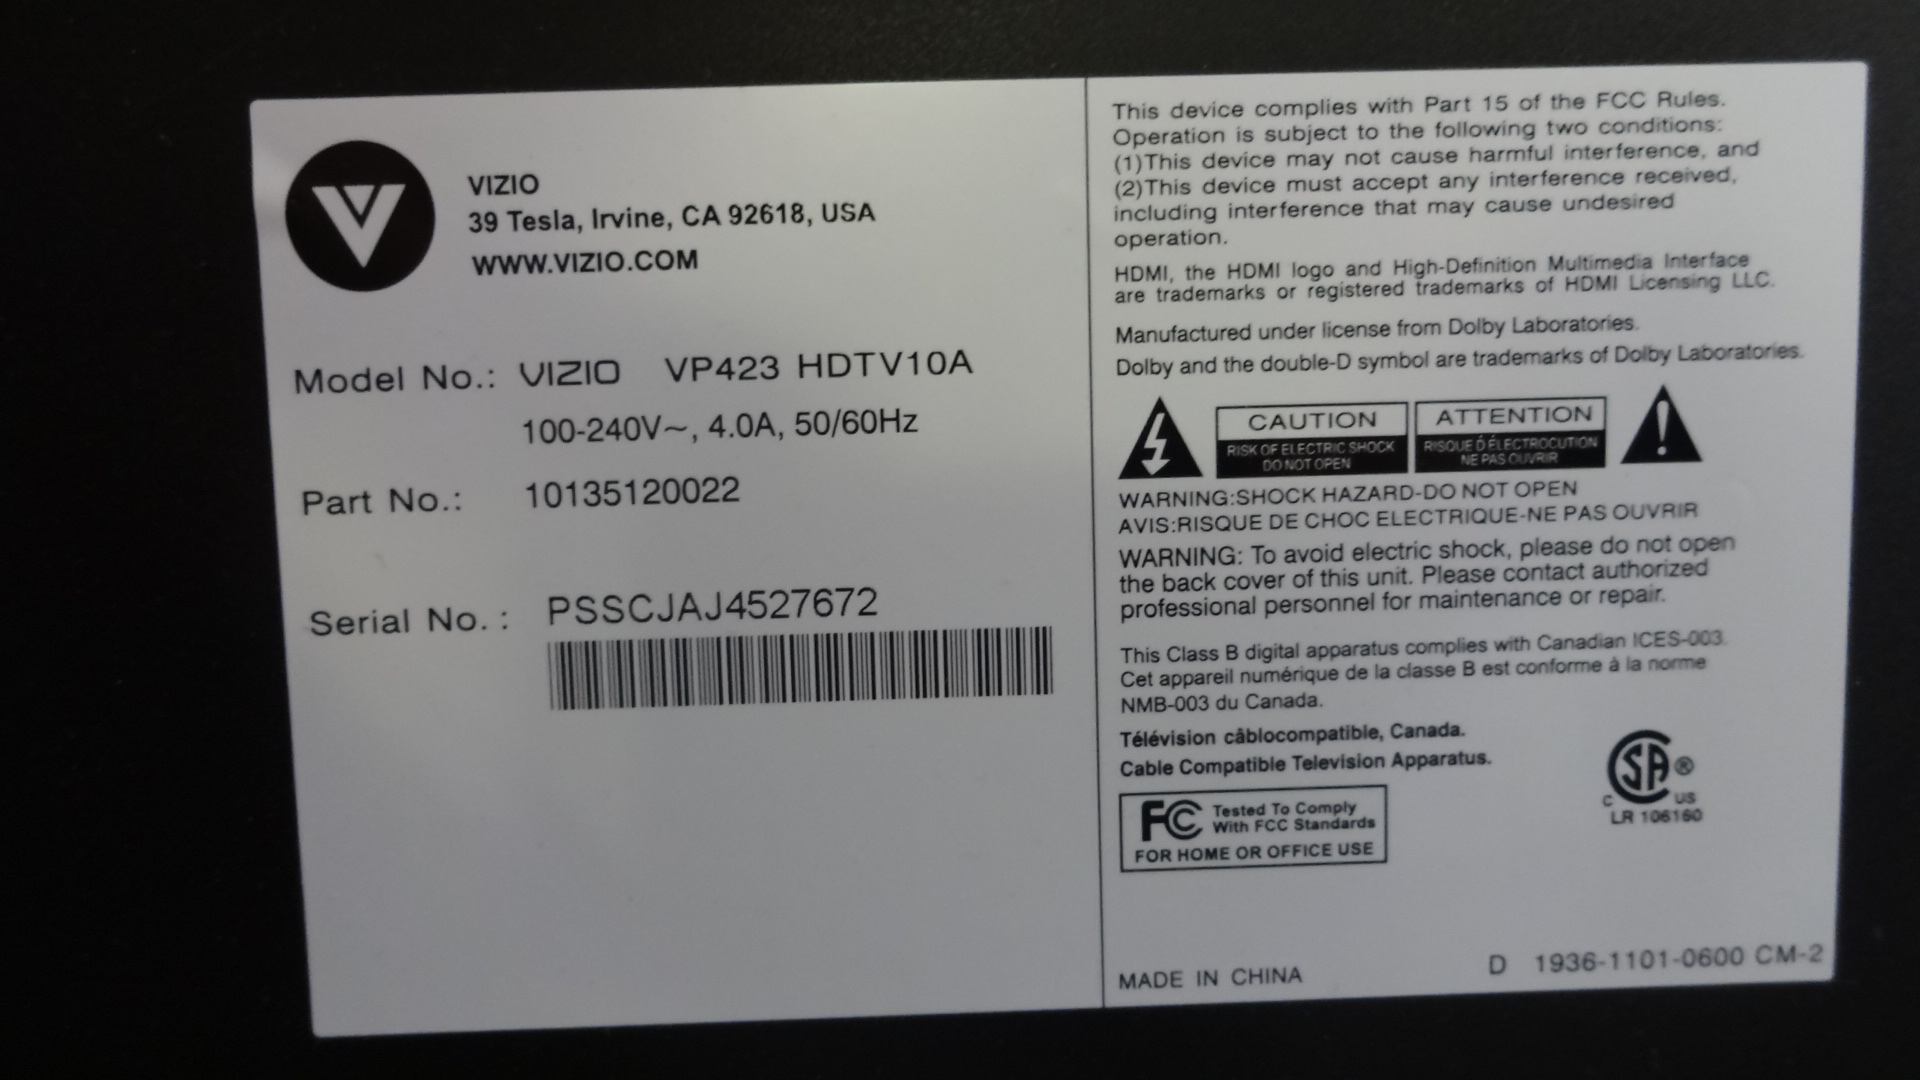 VIZIO
39 Tesla, Irvine, CA 92618, USA
WWW.VIZIO.COM
Model No.: VIZIO VP423 HDTV10A
100-240V~, 4.0A, 50/60Hz
Part No.: 10135120022
Serial No. : PSSCJAJ4527672
This device complies with Part 15 of the FCC Rules.
Operation is subject to the following two conditions:
(1)This device may not cause harmful interference, and
(2)This device must accept any interference received,
including interference that may cause undesired
operation.
HDMI, the HDMI logo and High-Definition Multimedia Interface
are trademarks or registered trademarks of HDMI Licensing LLC.
Manufactured under license from Dolby Laboratories.
Dolby and the double-D symbol are trademarks of Dolby Laboratories.
CAUTION
RISK OF ELECTRIC SHOCK
DO NOT OPEN
ATTENTION
RISQUE D ÉLECTROCUTION
NE PAS OUVRIR
WARNING:SHOCK HAZARD-DO NOT OPEN
AVIS:RISQUE DE CHOC ELECTRIQUE-NE PAS OUVRIR
WARNING: To avoid electric shock, please do not open
the back cover of this unit. Please contact authorized
professional personnel for maintenance or repair.
This Class B digital apparatus complies with Canadian ICES-003.
Cet appareil numérique de la classe B est conforme à la norme
NMB-003 du Canada.
Télévision câblocompatible, Canada.
Cable Compatible Television Apparatus.
FC Tested To Comply
With FCC Standards
FOR HOME OR OFFICE USE
SA®
C US
LR 106160
MADE IN CHINA
D 1936-1101-0600 CM-2